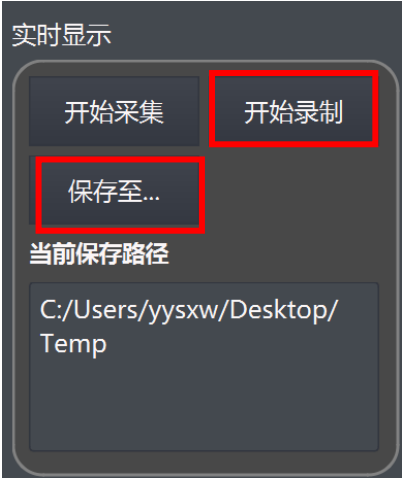 实时显示
开始采集
开始录制
保存至...
当前保存路径
C:/Users/yysxw/Desktop/
Temp